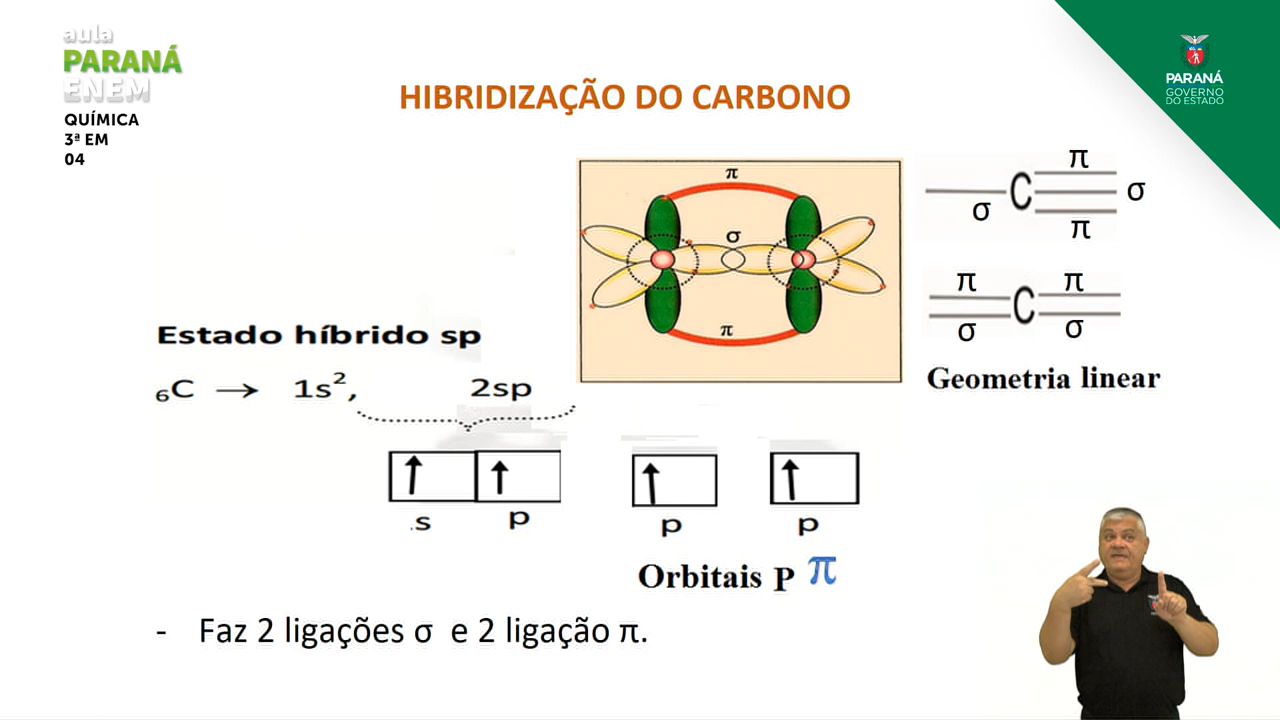 aula
PARANÁ
ENEM
QUÍMICA
3ª EM
04
PARANÁ
GOVERNO
DO ESTADO
HIBRIDIZAÇÃO DO CARBONO
π
σ
π
π
C
σ
σ
π
π π
C
σ σ
Geometria linear
Estado híbrido sp
₆C → 1s², 2sp
.s p p p
Orbitais P π
- Faz 2 ligações σ e 2 ligação π.